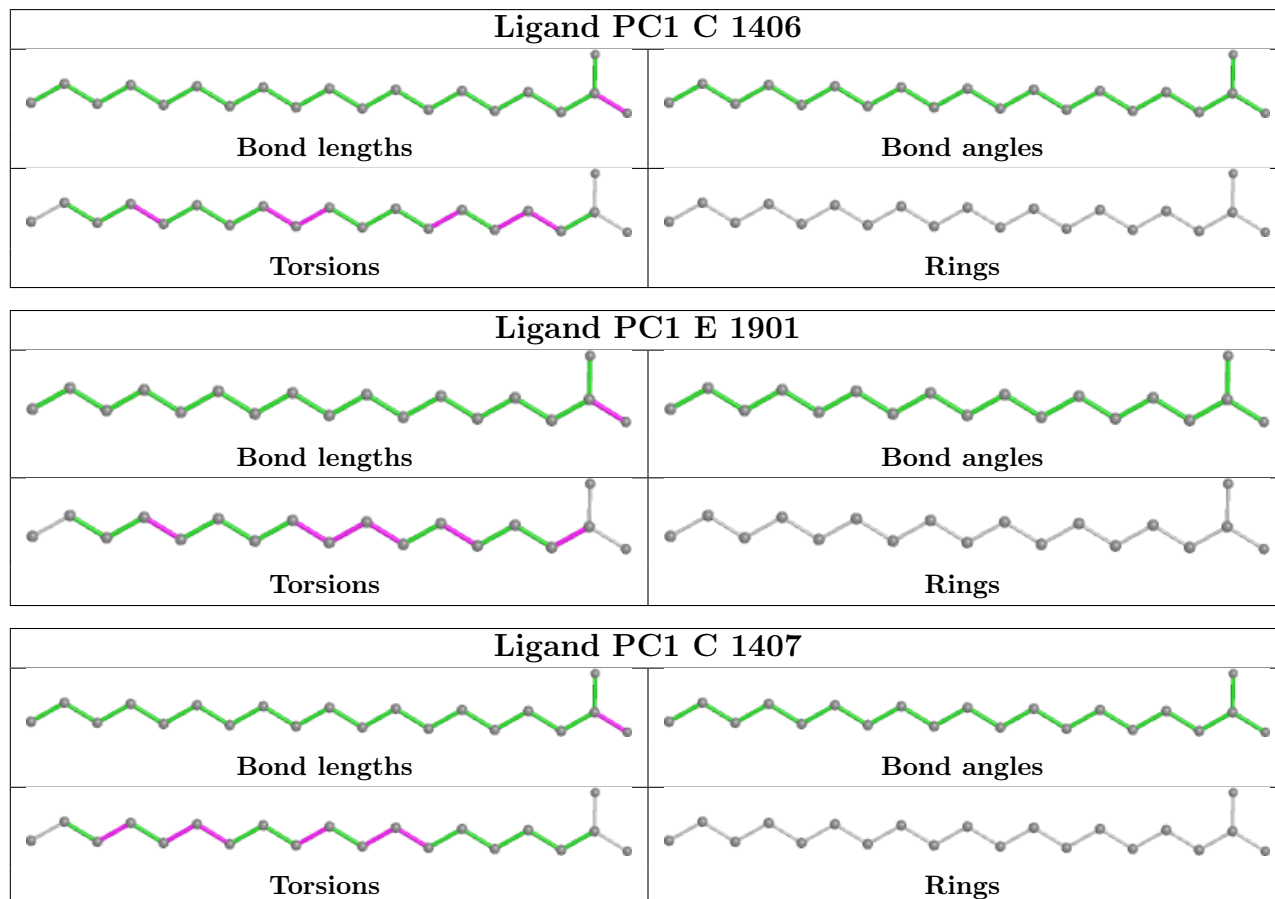 Ligand PC1 C 1406
Bond lengths
Bond angles
Torsions
Rings
Ligand PC1 E 1901
Bond lengths
Bond angles
Torsions
Rings
Ligand PC1 C 1407
Bond lengths
Bond angles
Torsions
Rings